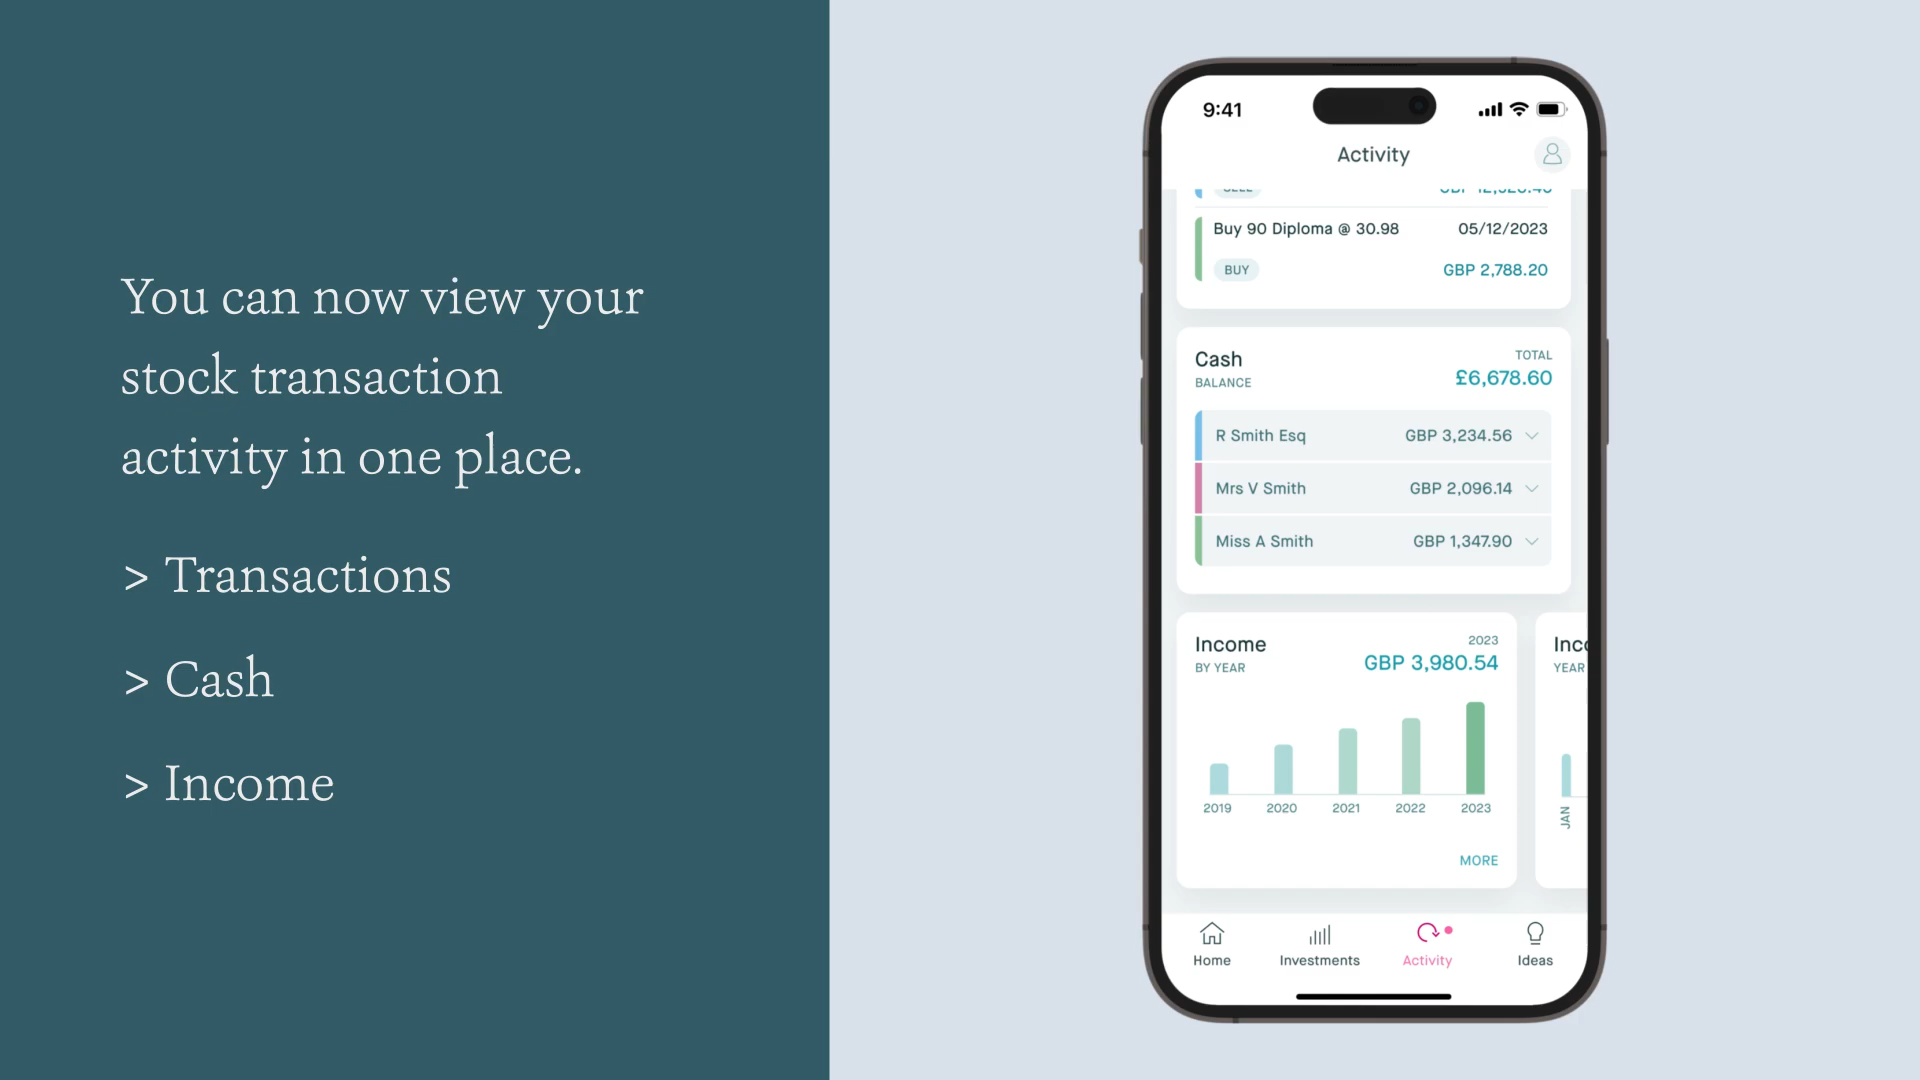 You can now view your
stock transaction
activity in one place.
> Transactions
> Cash
> Income
9:41
Activity
Buy 90 Diploma @ 30.98
05/12/2023
BUY
GBP 2,788.20
Cash
TOTAL
BALANCE
£6,678.60
R Smith Esq
GBP 3,234.56
Mrs V Smith
GBP 2,096.14
Miss A Smith
GBP 1,347.90
Income
2023
BY YEAR
GBP 3,980.54
2019 2020 2021 2022 2023
MORE
YEAR
JAN
Home
Investments
Activity
Ideas